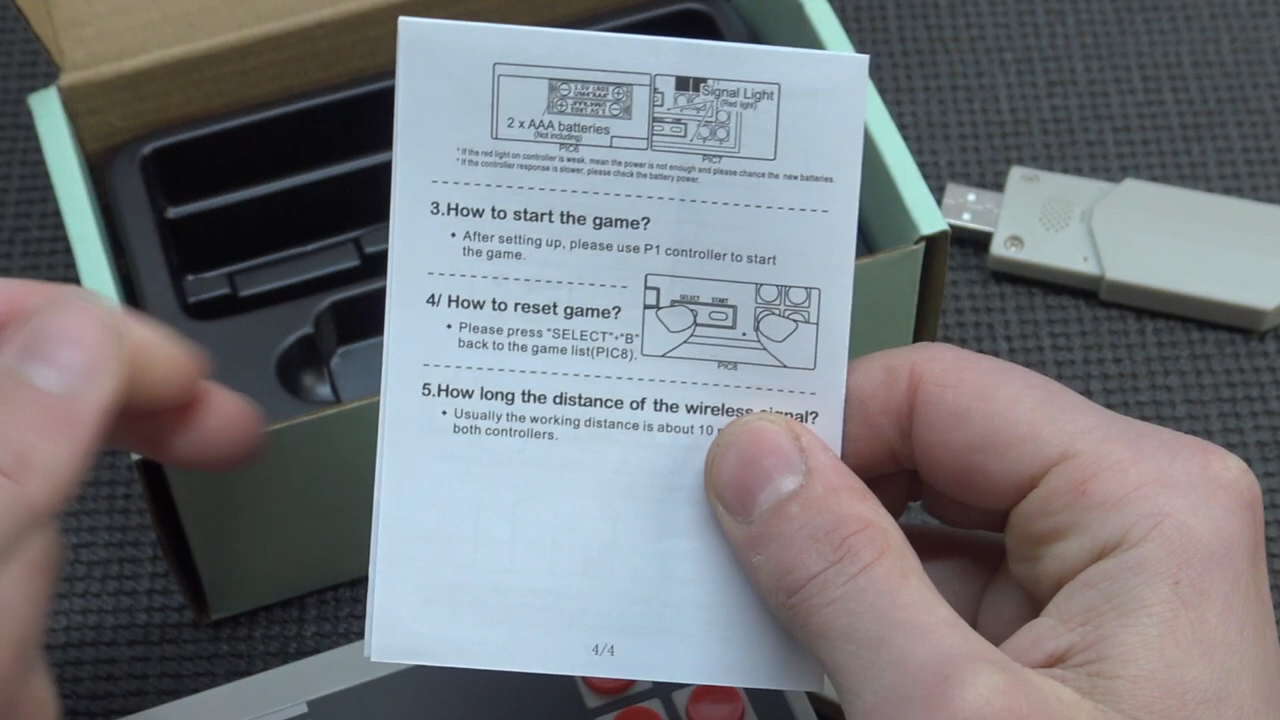 Signal Light
(Red light)
2 x AAA batteries
(Not including)
PIC6
PIC7
* If the red light on controller is weak, mean the power is not enough and please chance the new batteries.
* If the controller response is slower, please check the battery power.
3.How to start the game?
After setting up, please use P1 controller to start
the game.
4/ How to reset game?
SELECT START
Please press "SELECT"+"B"
back to the game list(PIC8).
PIC8
5.How long the distance of the wireless signal?
Usually the working distance is about 10
both controllers.
4/4